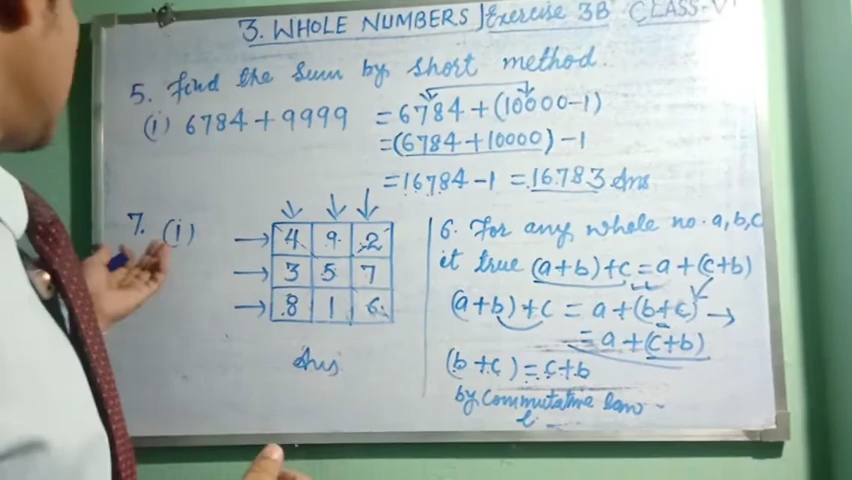 3. WHOLE NUMBERS Exercise 3B CLASS-VI
5. Find the Sum by Short method.
(i) 6784 + 9999 = 6784 + (10000-1)
= (6784 + 10000) - 1
= 16784 - 1 = 16783 Ans
7. (i)
4 9 2
3 5 7
8 1 6
Ans
6. For any whole no. a, b, c
it true (a+b)+c = a+(c+b)
(a+b)+c = a+(b+c)
= a+(c+b)
(b+c) = c+b
by Commutative law